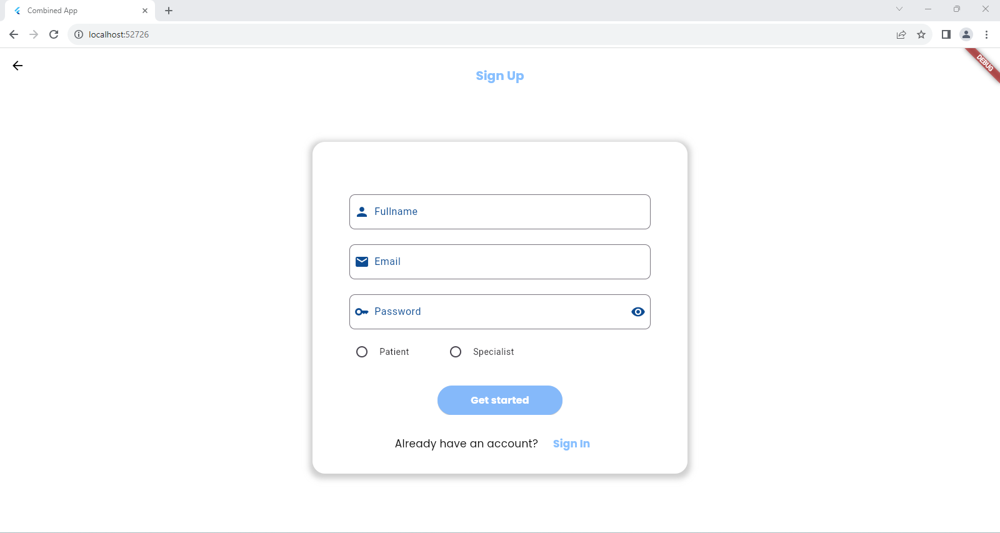 Combined App
localhost:52726
DEBUG
Sign Up
Fullname
Email
Password
Patient Specialist
Get started
Already have an account? Sign In